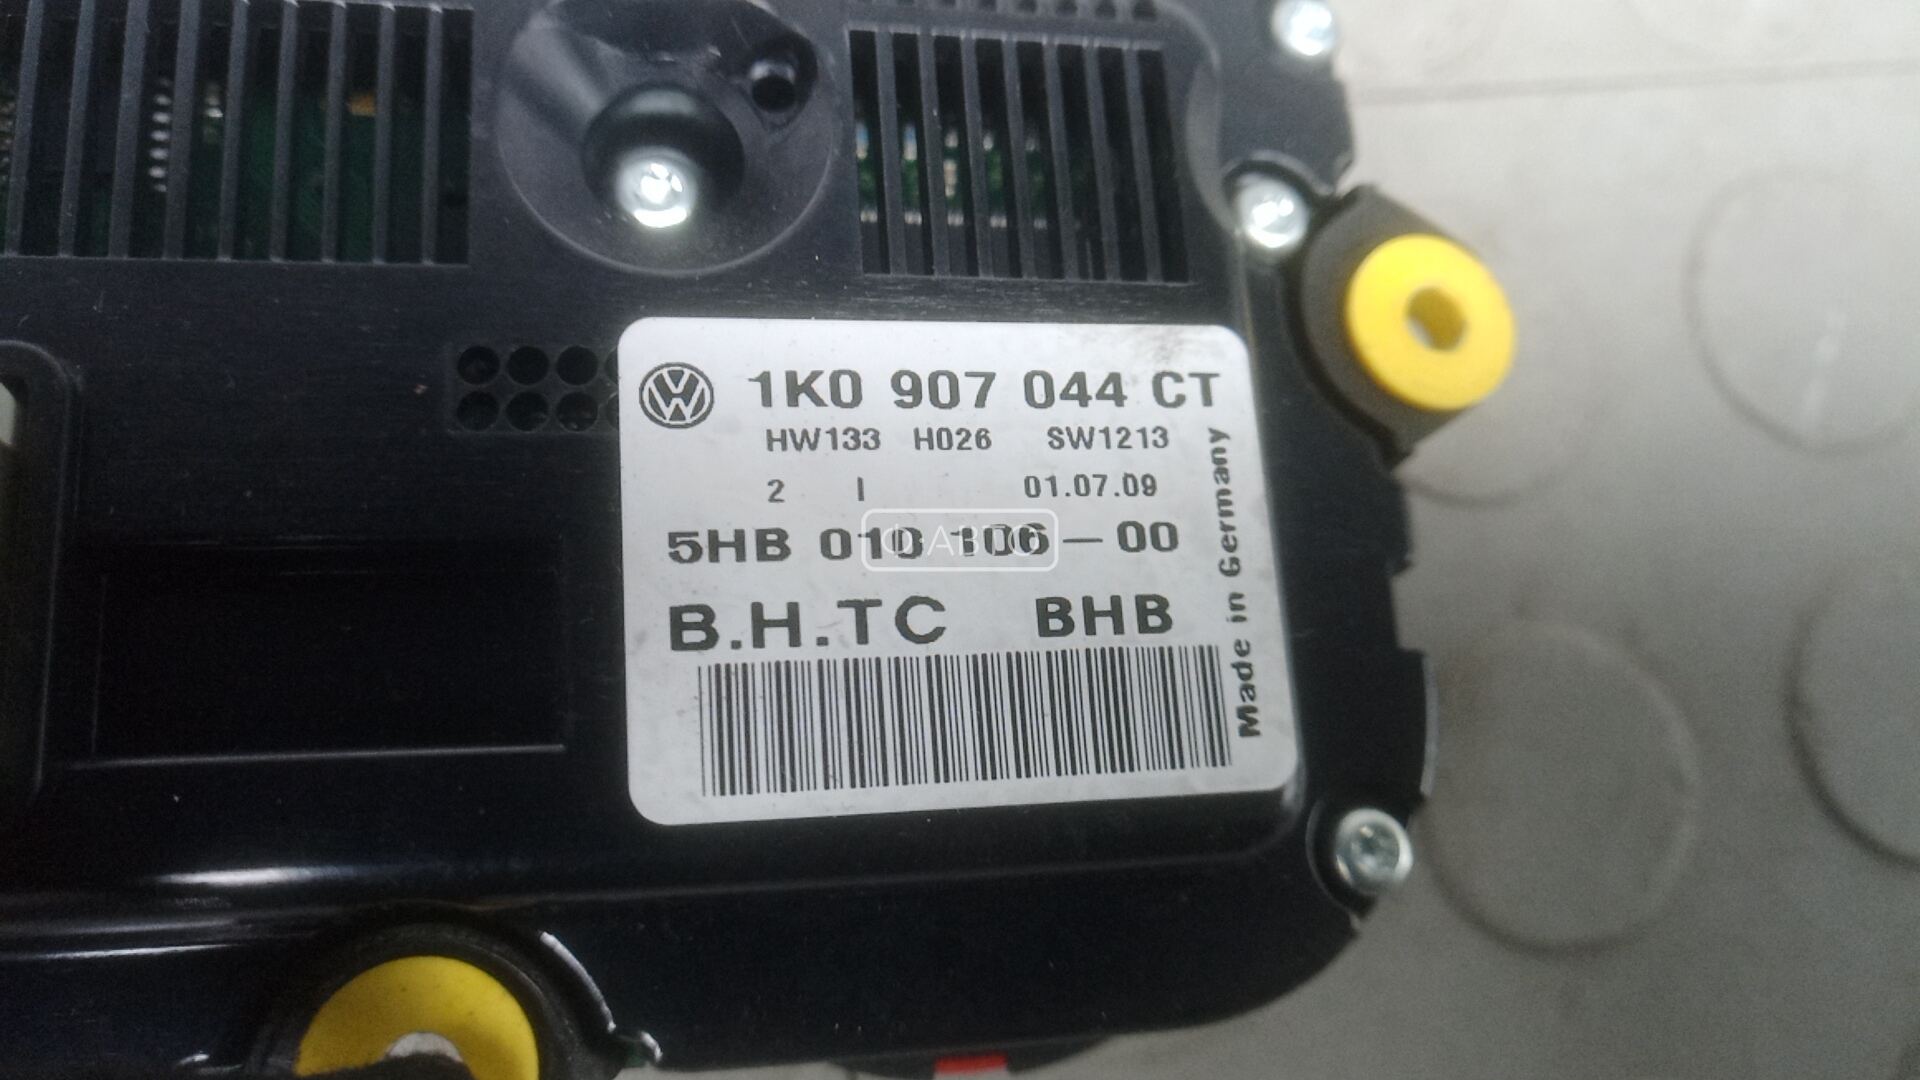 1K0 907 044 CT
HW133 H026 SW1213
2 I 01.07.09
5HB 010 106-00
B.H.TC BHB
Made in Germany